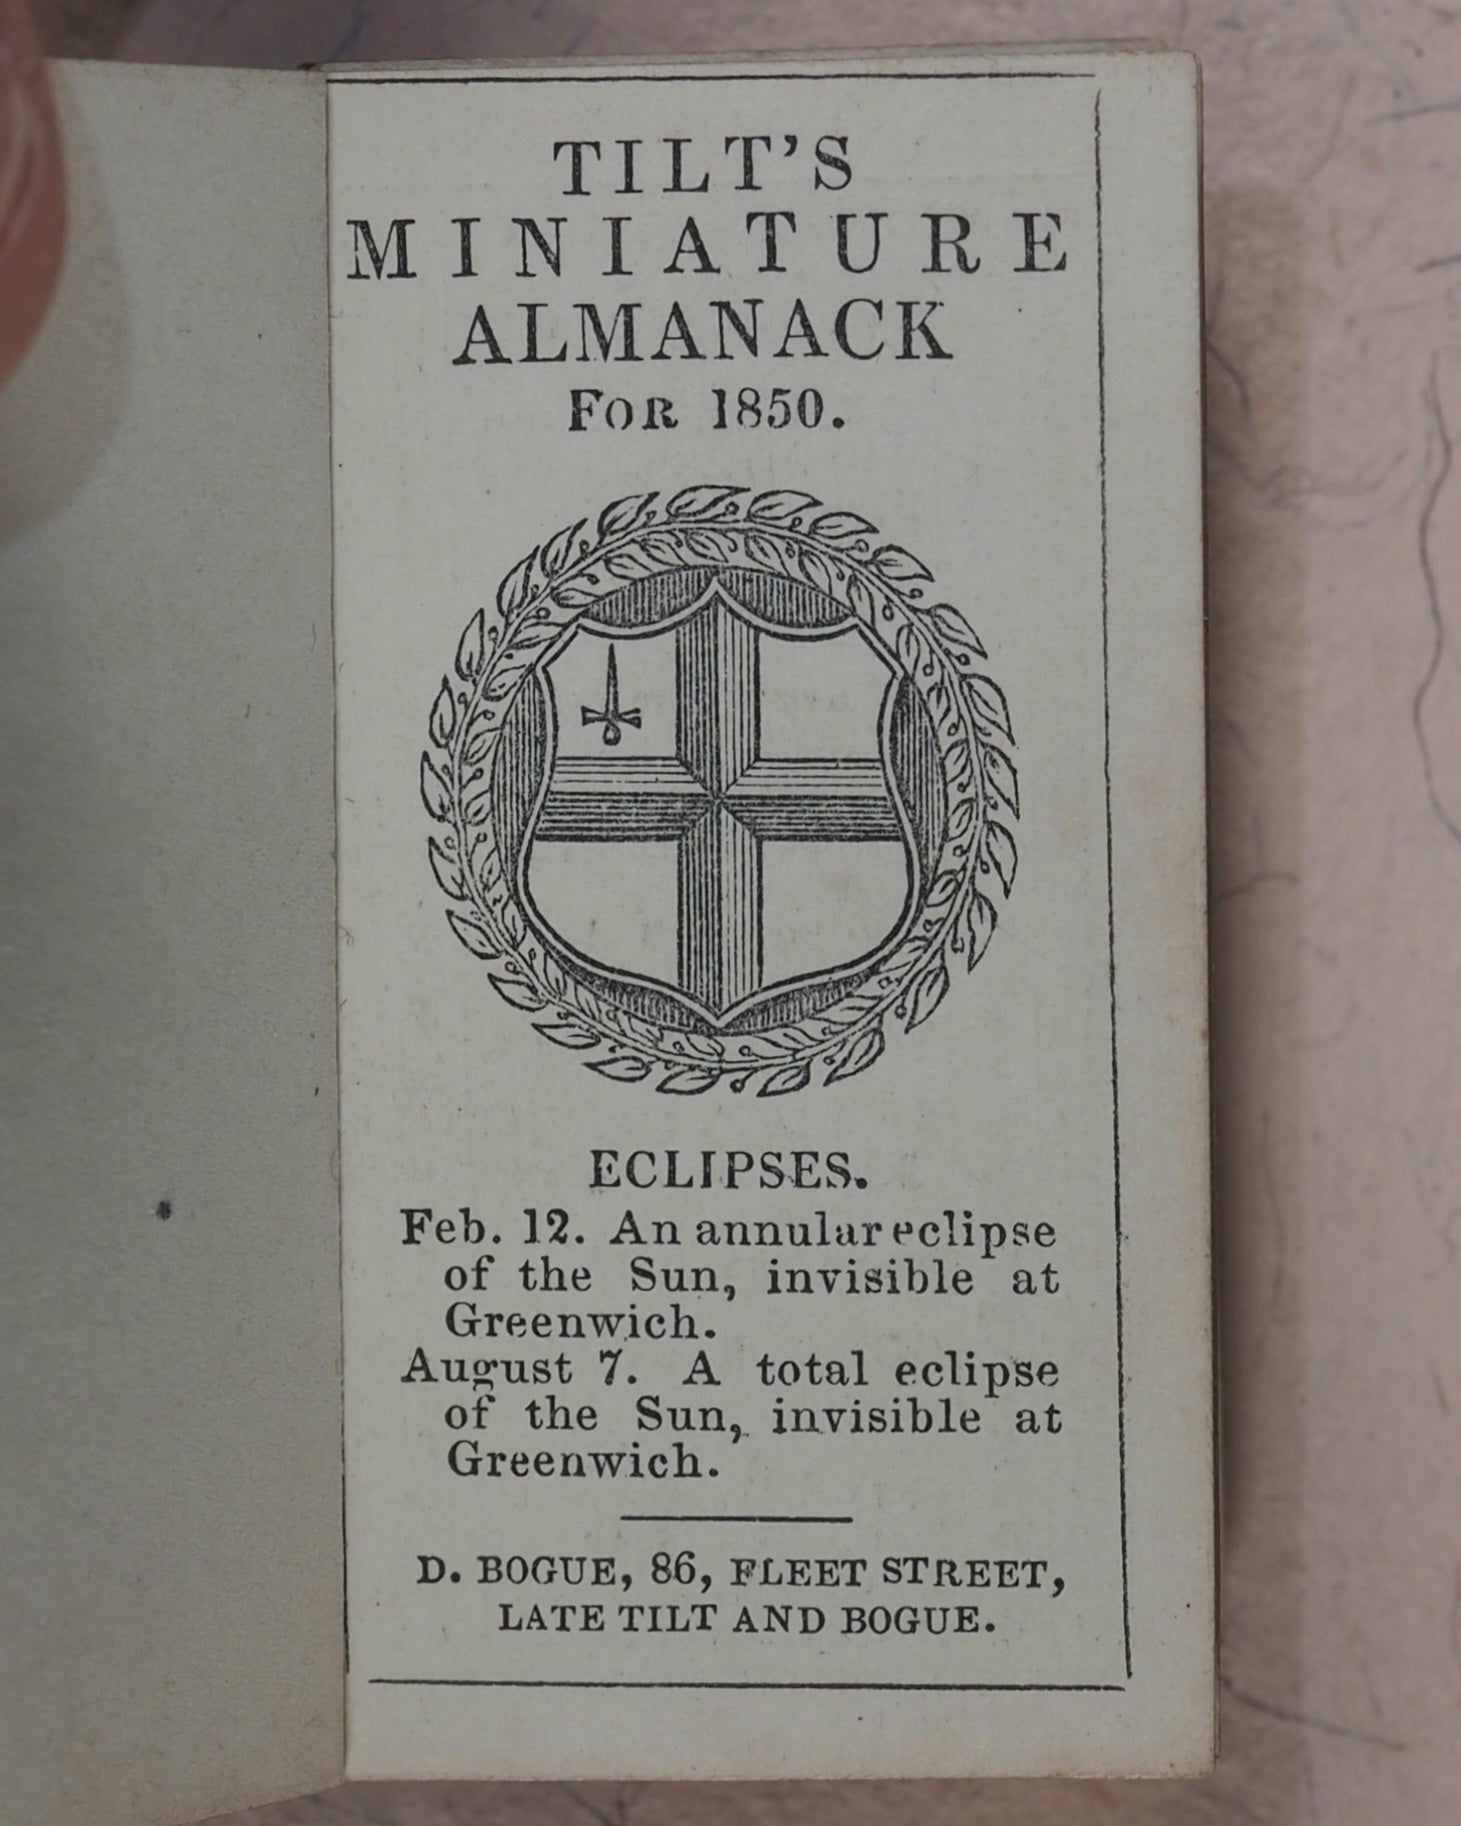 TILT'S
MINIATURE
ALMANACK
FOR 1850.
ECLIPSES.
Feb. 12. An annular eclipse
of the Sun, invisible at
Greenwich.
August 7. A total eclipse
of the Sun, invisible at
Greenwich.
D. BOGUE, 86, FLEET STREET,
LATE TILT AND BOGUE.